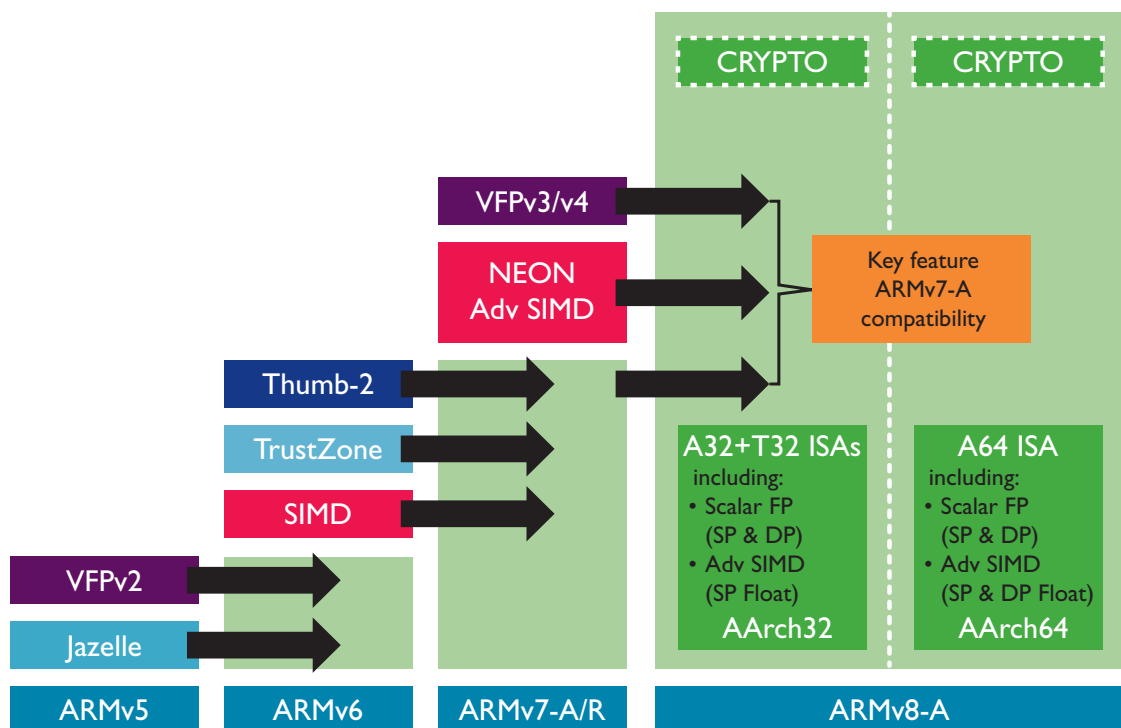 CRYPTO
CRYPTO
VFPv3/v4
NEON
Adv SIMD
Key feature
ARMv7-A
compatibility
Thumb-2
TrustZone
SIMD
A32+T32 ISAs
including:
• Scalar FP
(SP & DP)
• Adv SIMD
(SP Float)
AArch32
A64 ISA
including:
• Scalar FP
(SP & DP)
• Adv SIMD
(SP & DP Float)
AArch64
VFPv2
Jazelle
ARMv5
ARMv6
ARMv7-A/R
ARMv8-A